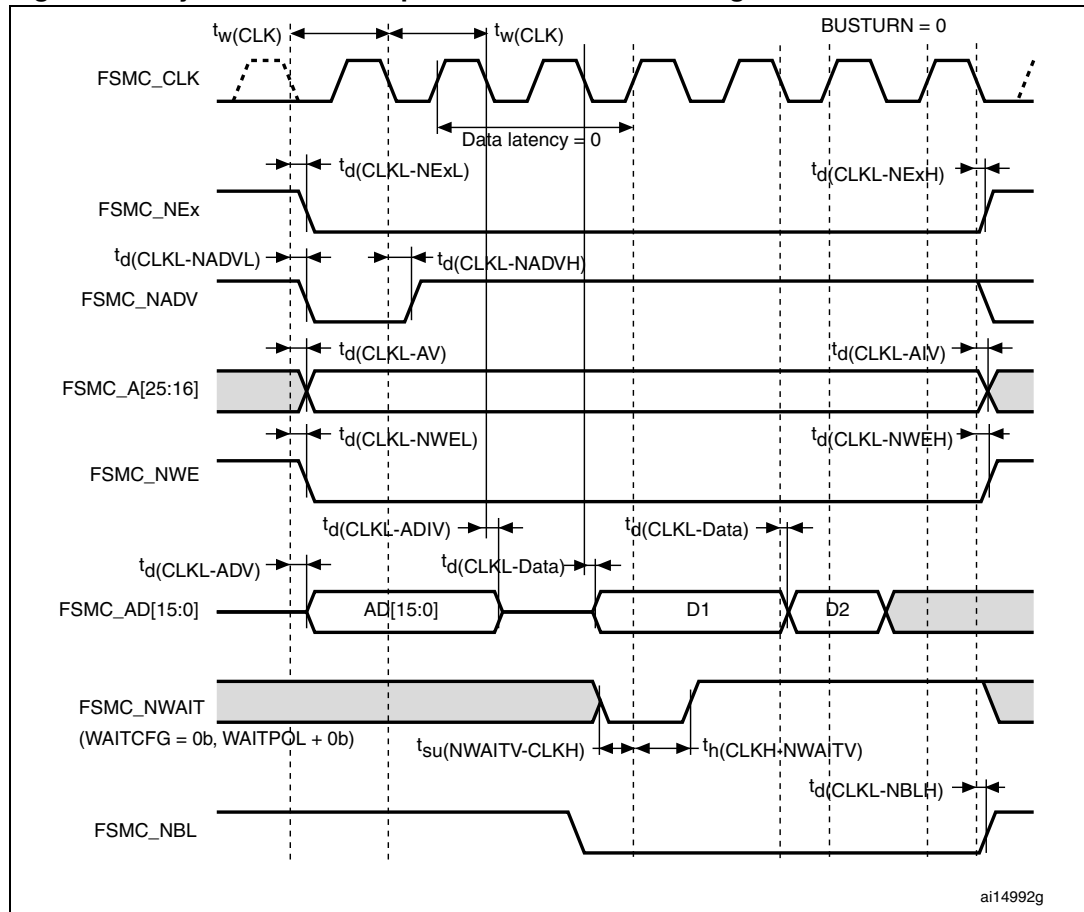 tw(CLK) tw(CLK) BUSTURN = 0
FSMC_CLK
Data latency = 0
td(CLKL-NExL) td(CLKL-NExH)
FSMC_NEx
td(CLKL-NADVL) td(CLKL-NADVH)
FSMC_NADV
td(CLKL-AV) td(CLKL-AIV)
FSMC_A[25:16]
td(CLKL-NWEL) td(CLKL-NWEH)
FSMC_NWE
td(CLKL-ADIV) td(CLKL-Data)
td(CLKL-ADV) td(CLKL-Data)
FSMC_AD[15:0] AD[15:0] D1 D2
FSMC_NWAIT
(WAITCFG = 0b, WAITPOL + 0b)
tsu(NWAITV-CLKH) th(CLKH-NWAITV)
td(CLKL-NBLH)
FSMC_NBL
ai14992g